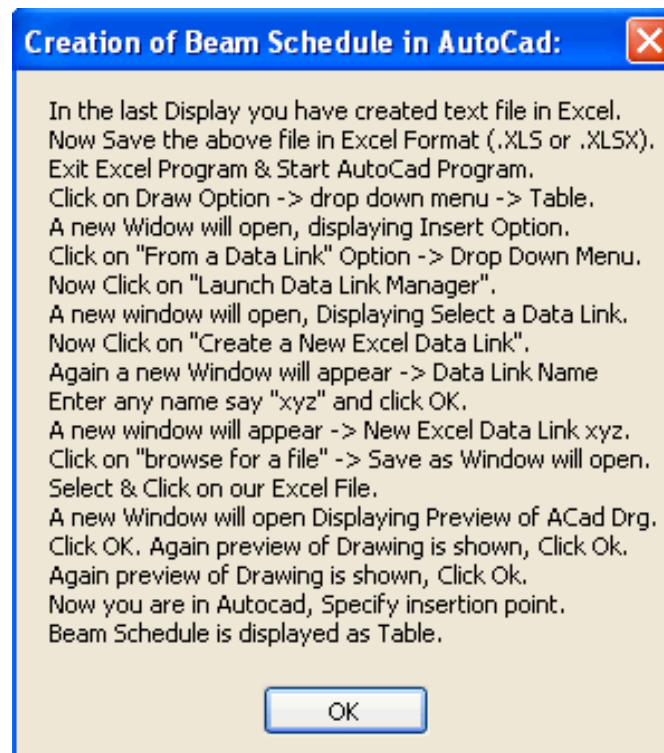 Creation of Beam Schedule in AutoCad:
In the last Display you have created text file in Excel.
Now Save the above file in Excel Format (.XLS or .XLSX).
Exit Excel Program & Start AutoCad Program.
Click on Draw Option -> drop down menu -> Table.
A new Widow will open, displaying Insert Option.
Click on "From a Data Link" Option -> Drop Down Menu.
Now Click on "Launch Data Link Manager".
A new window will open, Displaying Select a Data Link.
Now Click on "Create a New Excel Data Link".
Again a new Window will appear -> Data Link Name
Enter any name say "xyz" and click OK.
A new window will appear -> New Excel Data Link xyz.
Click on "browse for a file" -> Save as Window will open.
Select & Click on our Excel File.
A new Window will open Displaying Preview of ACad Drg.
Click OK. Again preview of Drawing is shown, Click Ok.
Again preview of Drawing is shown, Click Ok.
Now you are in Autocad, Specify insertion point.
Beam Schedule is displayed as Table.
OK